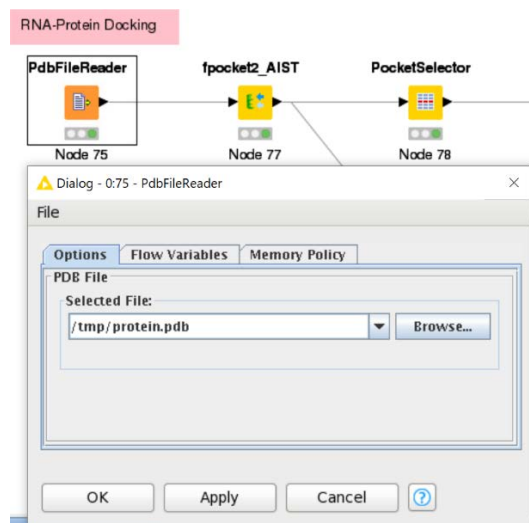 RNA-Protein Docking
PdbFileReader fpocket2_AIST PocketSelector
Node 75 Node 77 Node 78
Dialog - 0:75 - PdbFileReader
File
Options Flow Variables Memory Policy
PDB File
Selected File:
/tmp/protein.pdb Browse...
OK Apply Cancel ?